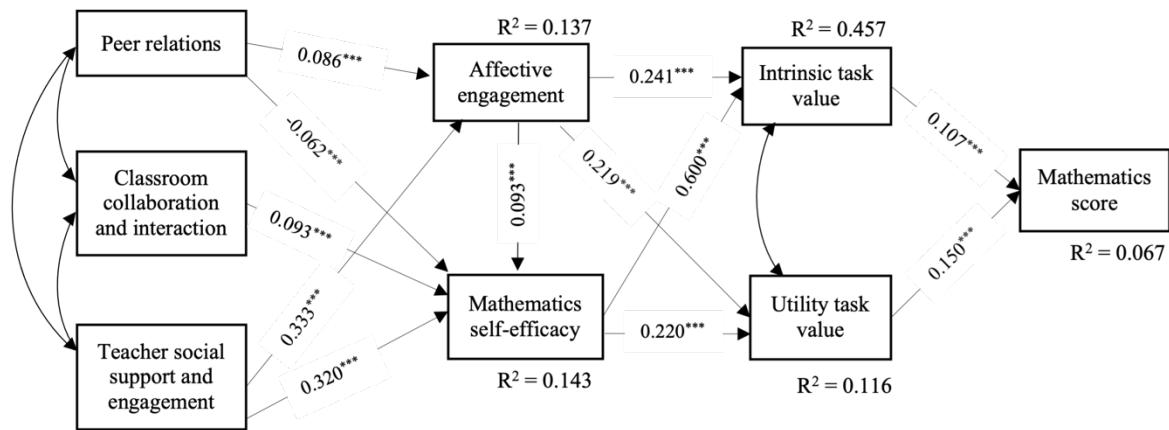 Peer relations
Classroom
collaboration
and interaction
Teacher social
support and
engagement
0.086***
-0.062***
0.093***
0.333***
0.320***
R² = 0.137
Affective
engagement
0.093***
Mathematics
self-efficacy
R² = 0.143
0.241***
0.219***
0.600***
0.220***
R² = 0.457
Intrinsic task
value
Utility task
value
R² = 0.116
0.107***
0.150***
Mathematics
score
R² = 0.067